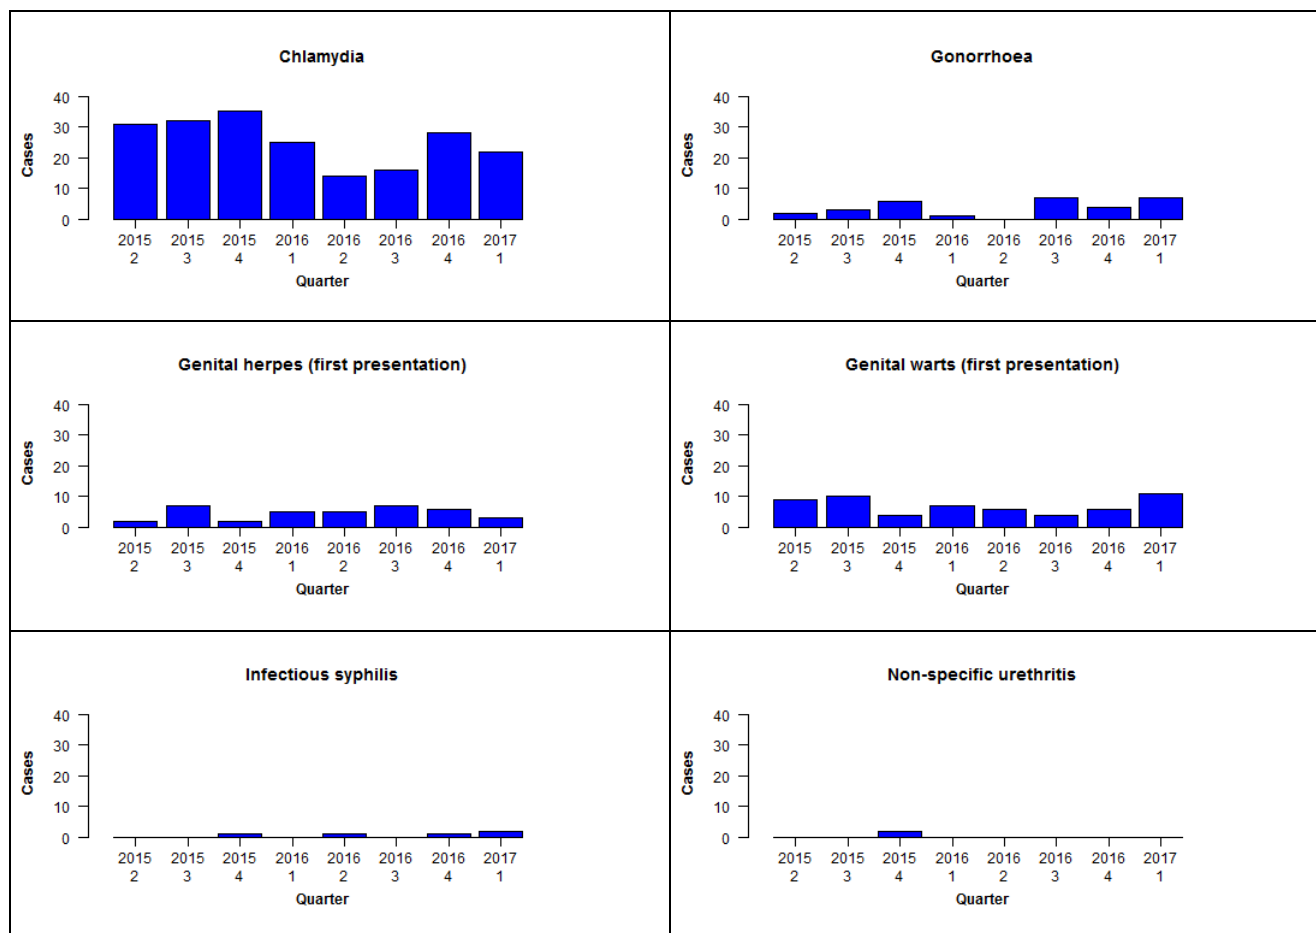 Chlamydia
40
30
20
10
0
Cases
2015 2015 2015 2016 2016 2016 2016 2017
2 3 4 1 2 3 4 1
Quarter
Gonorrhoea
40
30
20
10
0
Cases
2015 2015 2015 2016 2016 2016 2016 2017
2 3 4 1 2 3 4 1
Quarter
Genital herpes (first presentation)
40
30
20
10
0
Cases
2015 2015 2015 2016 2016 2016 2016 2017
2 3 4 1 2 3 4 1
Quarter
Genital warts (first presentation)
40
30
20
10
0
Cases
2015 2015 2015 2016 2016 2016 2016 2017
2 3 4 1 2 3 4 1
Quarter
Infectious syphilis
40
30
20
10
0
Cases
2015 2015 2015 2016 2016 2016 2016 2017
2 3 4 1 2 3 4 1
Quarter
Non-specific urethritis
40
30
20
10
0
Cases
2015 2015 2015 2016 2016 2016 2016 2017
2 3 4 1 2 3 4 1
Quarter